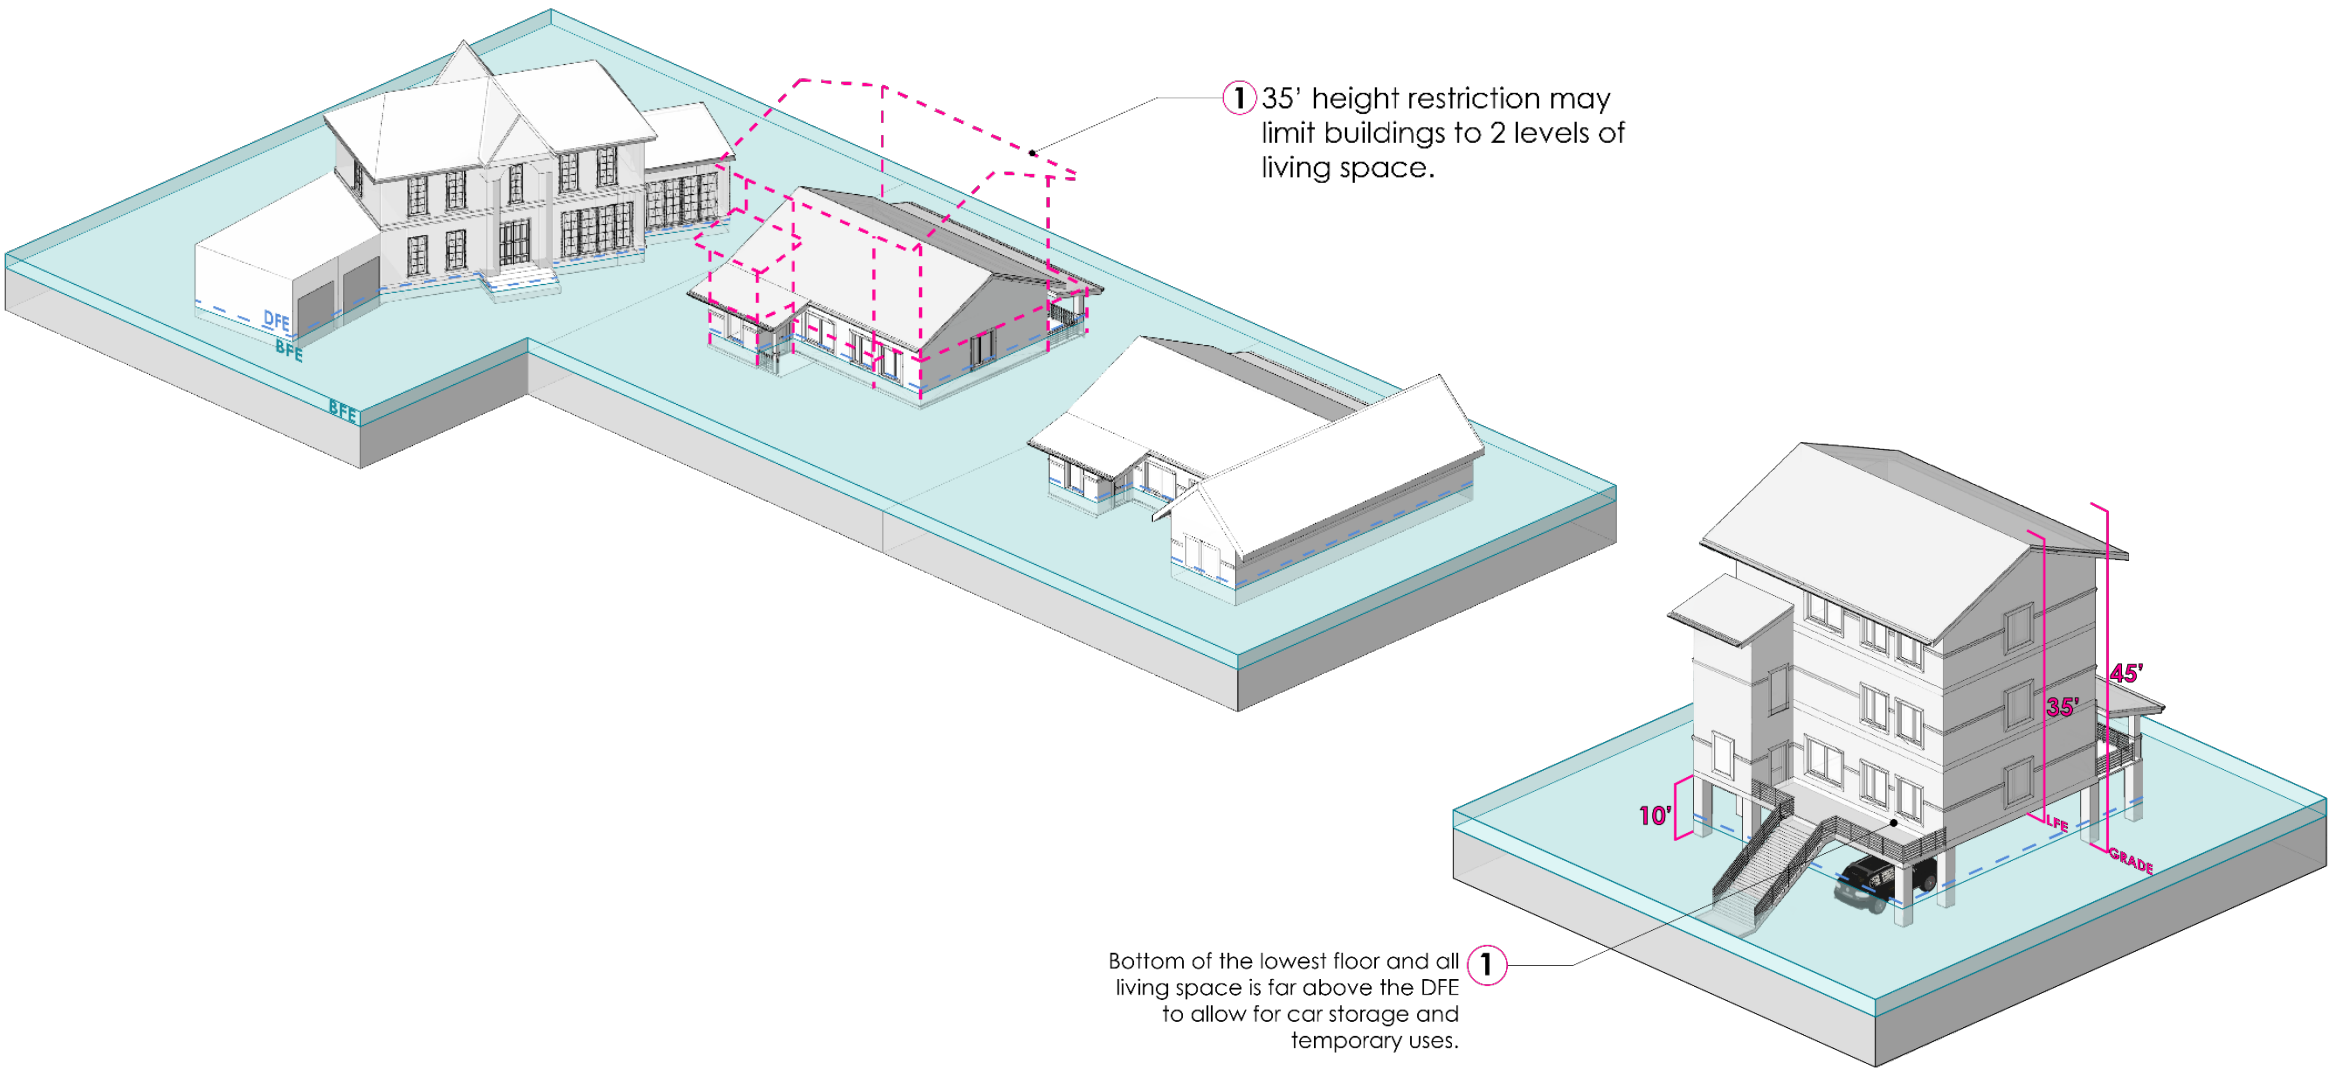 1 35’ height restriction may
limit buildings to 2 levels of
living space.
DFE
BFE
BFE
45'
35'
10'
LFE
GRADE
Bottom of the lowest floor and all 1
living space is far above the DFE
to allow for car storage and
temporary uses.